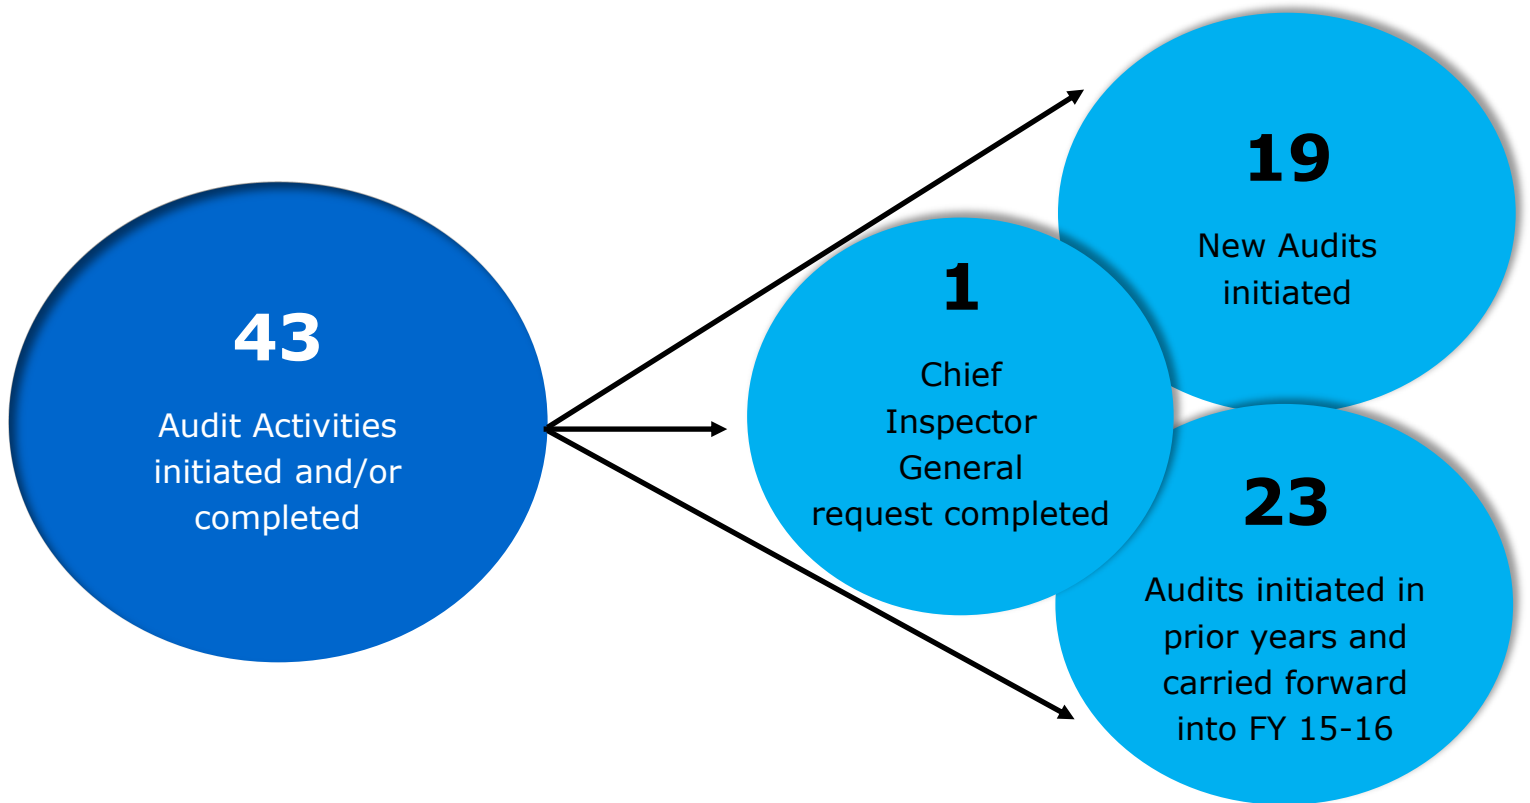 43
Audit Activities
initiated and/or
completed
1
Chief
Inspector
General
request completed
19
New Audits
initiated
23
Audits initiated in
prior years and
carried forward
into FY 15-16